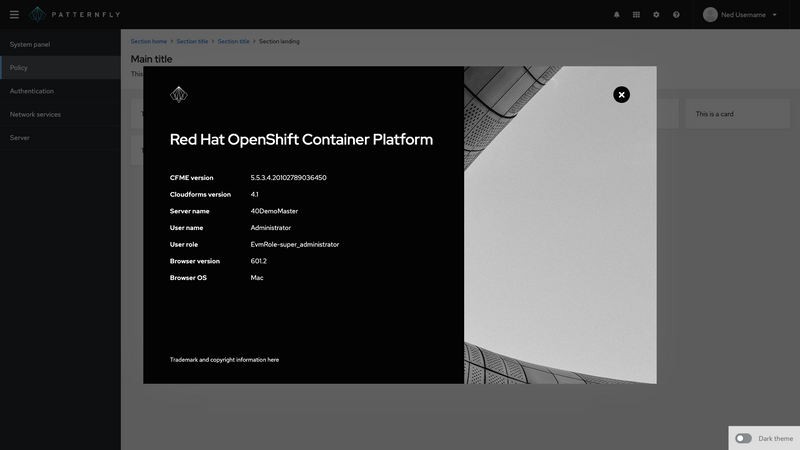 PATTERNFLY
Ned Username
System panel
Policy
Authentication
Network services
Server
Section home > Section title > Section title > Section landing
Main title
This
This is a card
Red Hat OpenShift Container Platform
CFME version 5.5.3.4.20102789036450
Cloudforms version 4.1
Server name 40DemoMaster
User name Administrator
User role EvmRole-super_administrator
Browser version 601.2
Browser OS Mac
Trademark and copyright information here
Dark theme